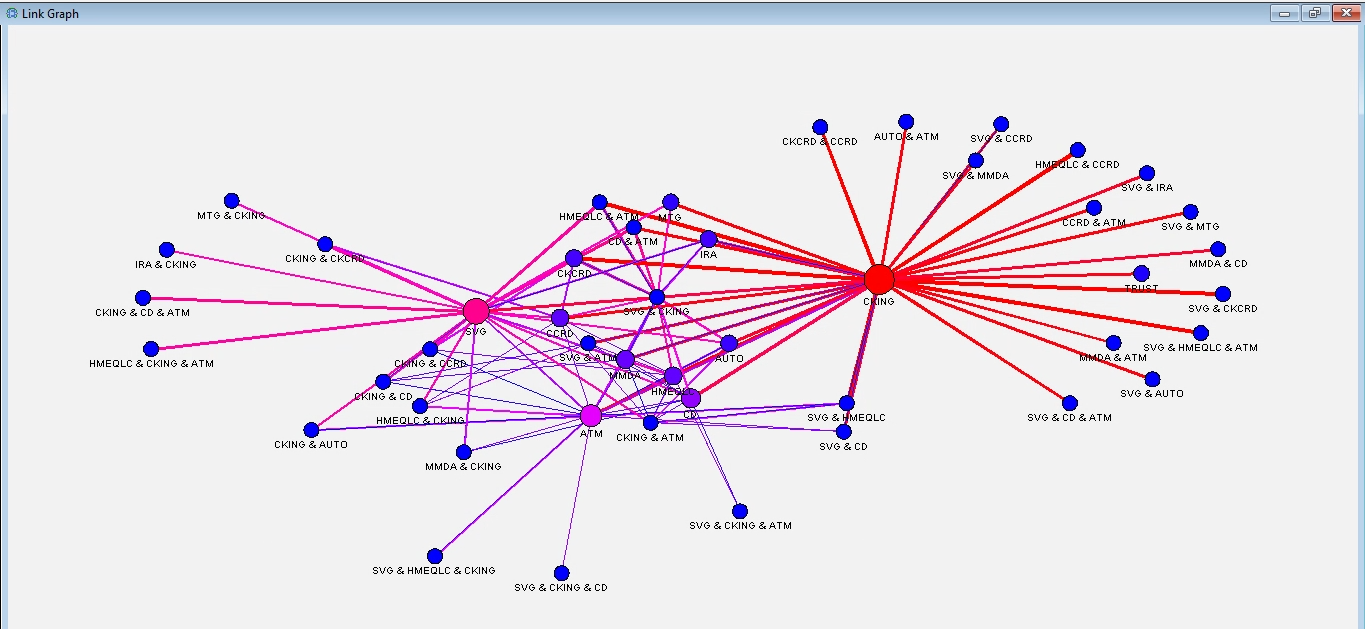 Link Graph
CKCRD & CCRD
AUTO & ATM
SVG & CCRD
HMEQLC & CCRD
SVG & MMDA
SVG & IRA
MTG & CKING
HMEQLC & ATM
MTG
CCRD & ATM
SVG & MTG
CD & ATM
IRA
CKING & CKCRD
IRA & CKING
MMDA & CD
CKCRD
TRUST
CKING
SVG & CKCRD
CKING & CD & ATM
SVG & CKING
SVG
CCRD
SVG & HMEQLC & ATM
HMEQLC & CKING & ATM
CKING & CCRD
SVG & ATM
AUTO
MMDA & ATM
MMDA
SVG & AUTO
CKING & CD
HMEQLC
CD
HMEQLC & CKING
SVG & HMEQLC
SVG & CD & ATM
ATM
CKING & ATM
CKING & AUTO
SVG & CD
MMDA & CKING
SVG & CKING & ATM
SVG & HMEQLC & CKING
SVG & CKING & CD